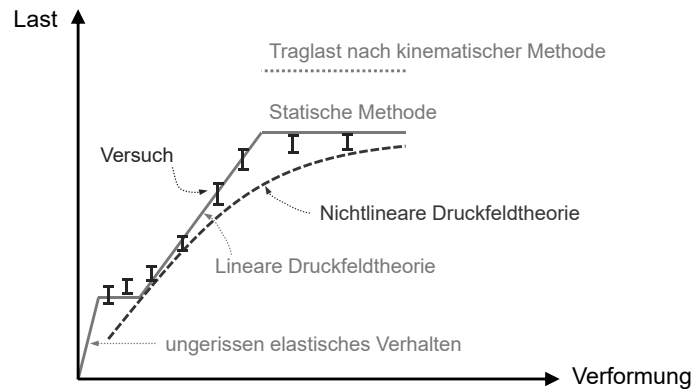 Last
Traglast nach kinematischer Methode
Statische Methode
Versuch
Nichtlineare Druckfeldtheorie
Lineare Druckfeldtheorie
ungerissen elastisches Verhalten
Verformung